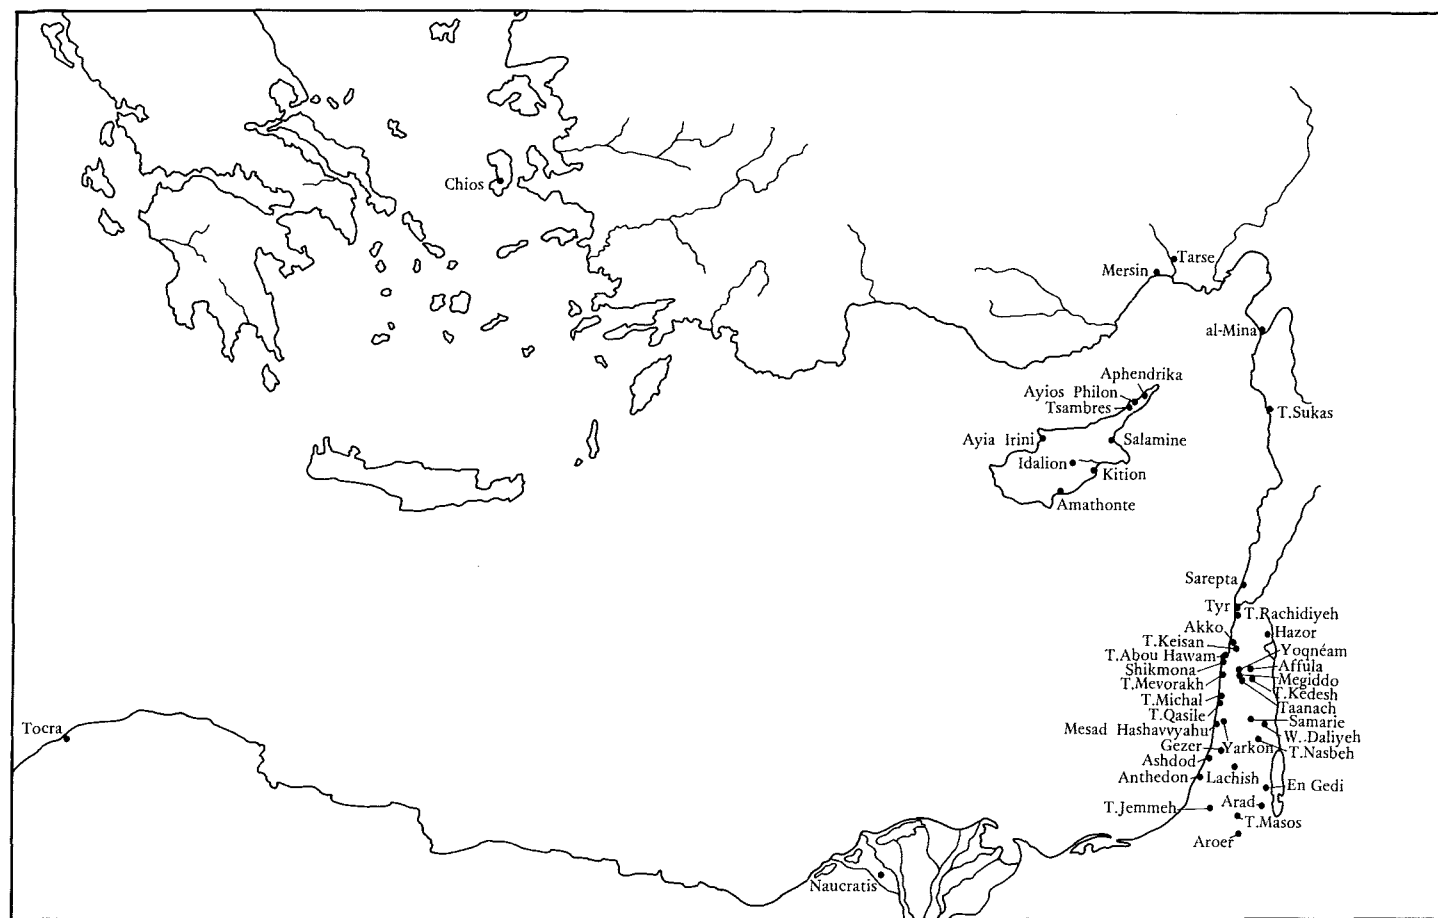 Chios
Tarse
Mersin
al-Mina
Aphendrika
Ayios Philon
Tsambres
T.Sukas
Ayia Irini
Salamine
Idalion
Kition
Amathonte
Sarepta
Tyr
T.Rachidiyeh
Akko
Hazor
T.Keisan
Yoqnéam
T.Abou Hawam
Affula
Shikmona
Megiddo
T.Mevorakh
T.Kédesh
T.Michal
Taanach
T.Qasile
Samarie
Mesad Hashavvyahu
W..Daliyeh
Tocra
Gezer
Yarkon
T.Nasbeh
Ashdod
Anthedon
Lachish
En Gedi
T.Jemmeh
Arad
T.Masos
Aroer
Naucratis